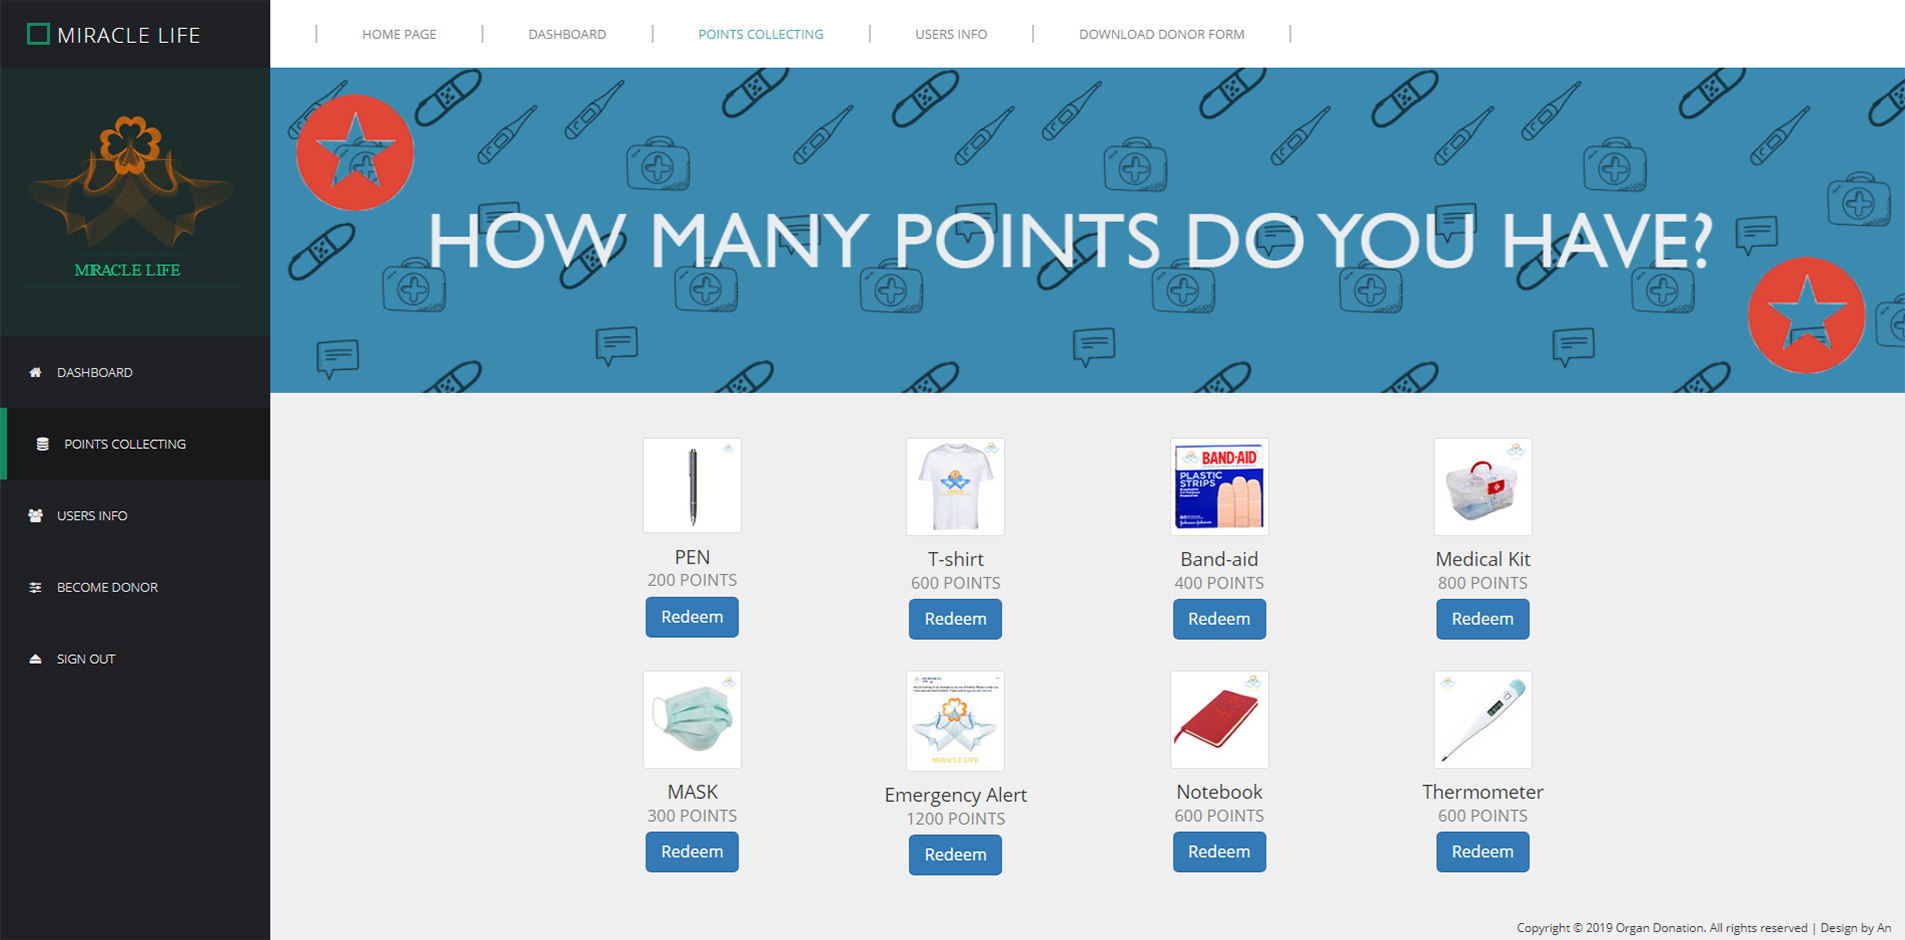 MIRACLE LIFE
HOME PAGE
DASHBOARD
POINTS COLLECTING
USERS INFO
DOWNLOAD DONOR FORM
MIRACLE LIFE
DASHBOARD
POINTS COLLECTING
USERS INFO
BECOME DONOR
SIGN OUT
HOW MANY POINTS DO YOU HAVE?
PEN
200 POINTS
Redeem
T-shirt
600 POINTS
Redeem
BAND-AID
PLASTIC
STRIPS
Band-aid
400 POINTS
Redeem
Medical Kit
800 POINTS
Redeem
MASK
300 POINTS
Redeem
MIRACLE LIFE
Emergency Alert
1200 POINTS
Redeem
Notebook
600 POINTS
Redeem
Thermometer
600 POINTS
Redeem
Copyright © 2019 Organ Donation. All rights reserved | Design by An